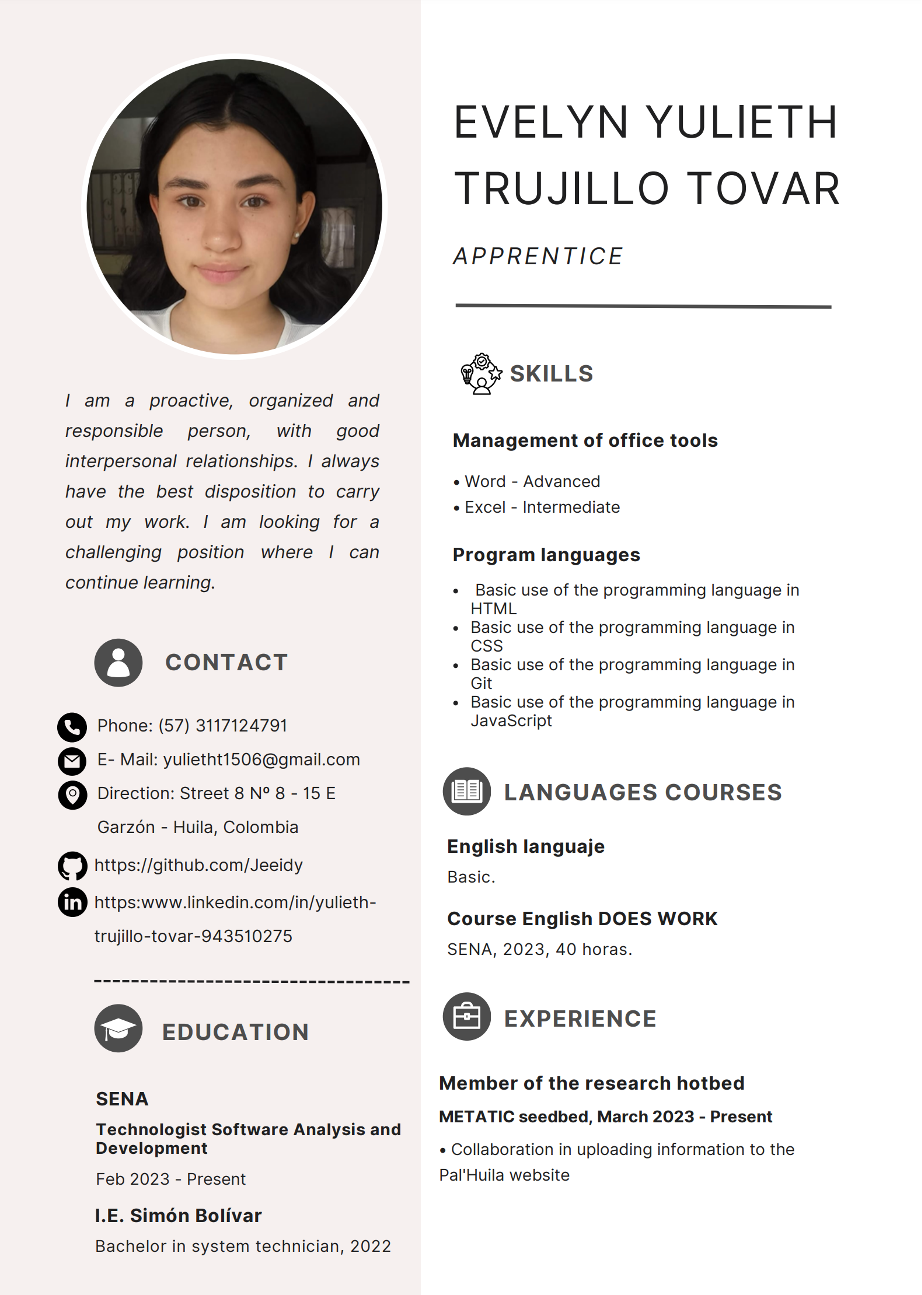 EVELYN YULIETH
TRUJILLO TOVAR
APPRENTICE
I am a proactive, organized and
responsible person, with good
interpersonal relationships. I always
have the best disposition to carry
out my work. I am looking for a
challenging position where I can
continue learning.
CONTACT
Phone: (57) 3117124791
E- Mail: yulietht1506@gmail.com
Direction: Street 8 Nº 8 - 15 E
Garzón - Huila, Colombia
https://github.com/Jeeidy
in
https:www.linkedin.com/in/yulieth-
trujillo-tovar-943510275
EDUCATION
SENA
Technologist Software Analysis and
Development
Feb 2023 - Present
I.E. Simón Bolívar
Bachelor in system technician, 2022
SKILLS
Management of office tools
• Word - Advanced
• Excel - Intermediate
Program languages
• Basic use of the programming language in
HTML
• Basic use of the programming language in
CSS
• Basic use of the programming language in
Git
• Basic use of the programming language in
JavaScript
LANGUAGES COURSES
English languaje
Basic.
Course English DOES WORK
SENA, 2023, 40 horas.
EXPERIENCE
Member of the research hotbed
METATIC seedbed, March 2023 - Present
• Collaboration in uploading information to the
Pal'Huila website